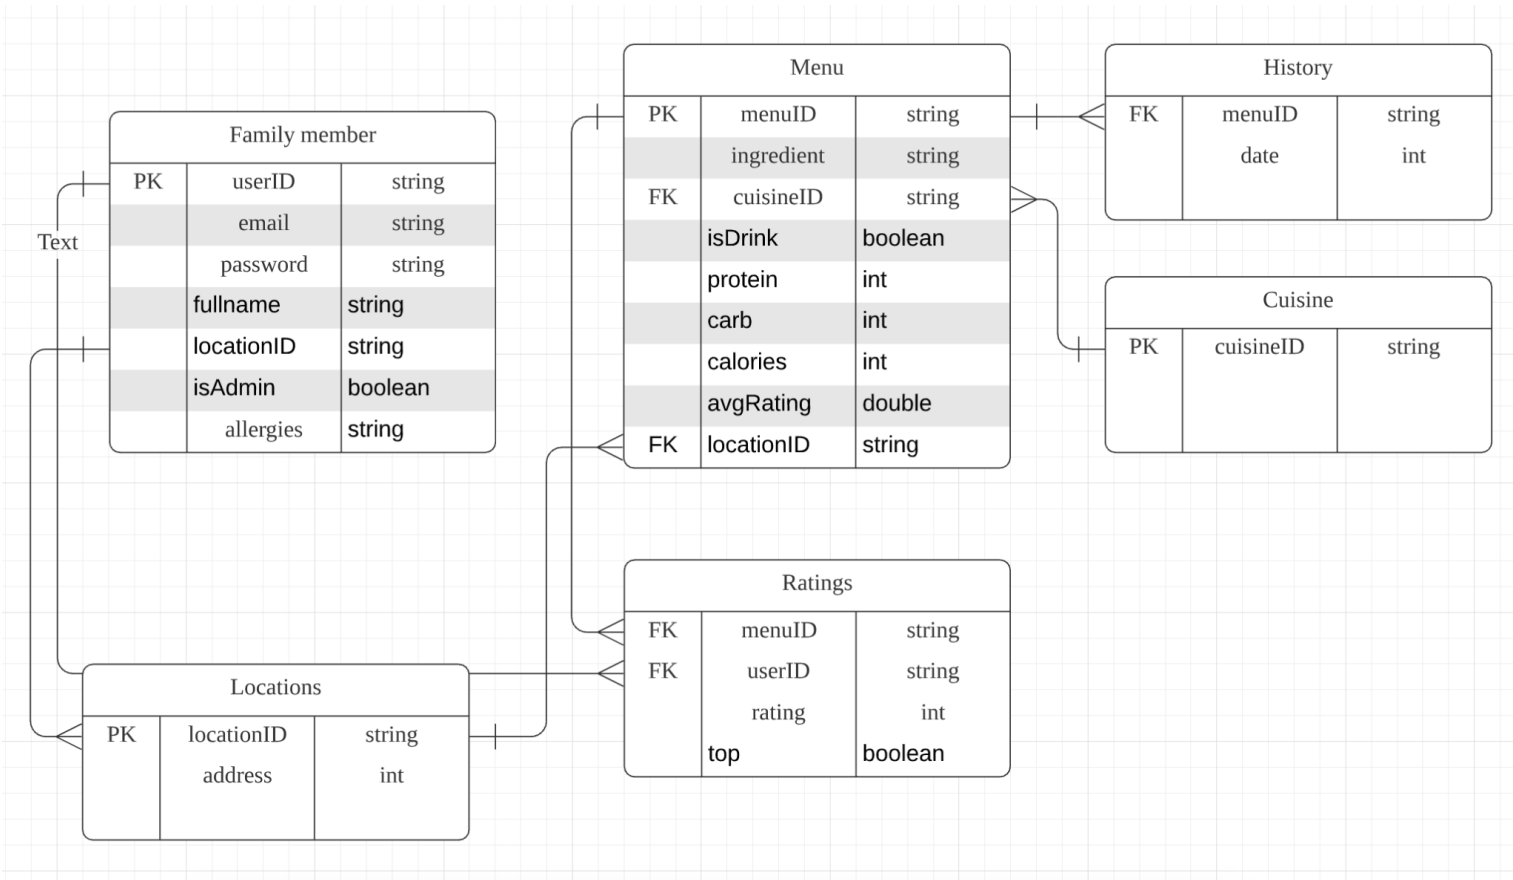 Family member
PK userID string
email string
password string
fullname string
locationID string
isAdmin boolean
allergies string
Text
Menu
PK menuID string
ingredient string
FK cuisineID string
isDrink boolean
protein int
carb int
calories int
avgRating double
FK locationID string
History
FK menuID string
date int
Cuisine
PK cuisineID string
Ratings
FK menuID string
FK userID string
rating int
top boolean
Locations
PK locationID string
address int